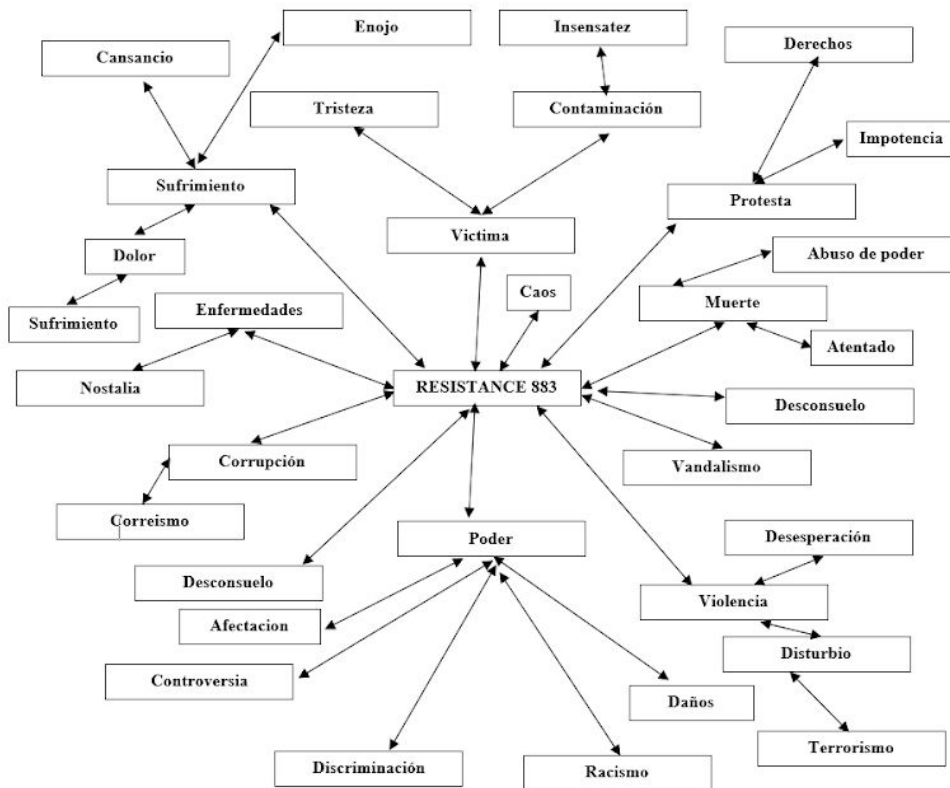 Enojo
Insensatez
Derechos
Cansancio
Tristeza
Contaminación
Impotencia
Sufrimiento
Protesta
Victima
Dolor
Abuso de poder
Caos
Muerte
Enfermedades
Sufrimiento
Atentado
Nostalia
RESISTANCE 883
Desconsuelo
Corrupción
Vandalismo
Correismo
Poder
Desesperación
Desconsuelo
Violencia
Afectacion
Disturbio
Controversia
Daños
Terrorismo
Discriminación
Racismo